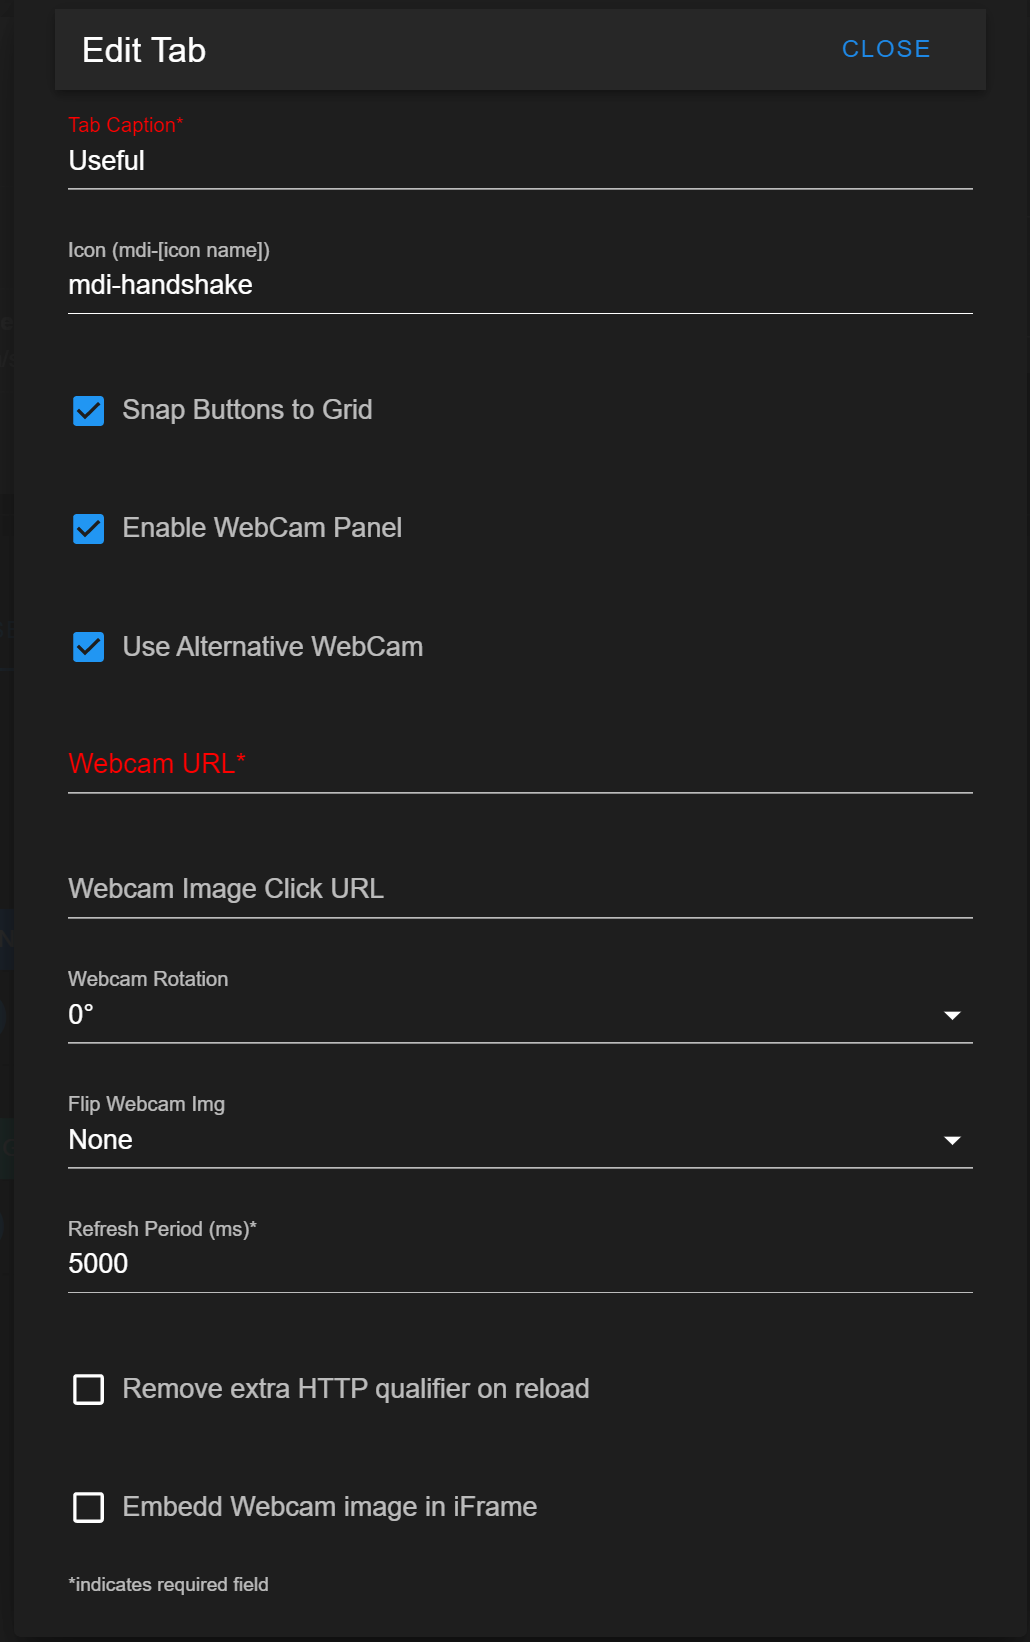 Edit Tab
CLOSE
Tab Caption*
Useful
Icon (mdi-[icon name])
mdi-handshake
Snap Buttons to Grid
Enable WebCam Panel
Use Alternative WebCam
Webcam URL*
Webcam Image Click URL
Webcam Rotation
0°
Flip Webcam Img
None
Refresh Period (ms)*
5000
Remove extra HTTP qualifier on reload
Embedd Webcam image in iFrame
*indicates required field